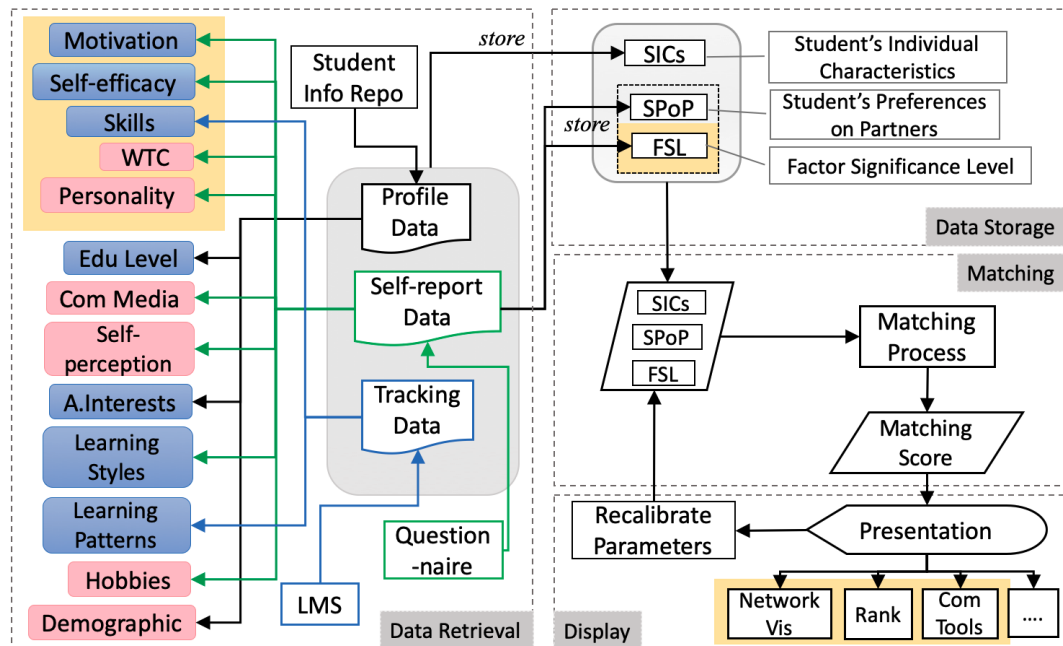 Motivation
Self-efficacy
Skills
WTC
Personality
Edu Level
Com Media
Self-
perception
A.Interests
Learning
Styles
Learning
Patterns
Hobbies
Demographic
Student
Info Repo
Profile
Data
Self-report
Data
Tracking
Data
Question
-naire
LMS
Data Retrieval
store
store
SICs
SPoP
FSL
Student's Individual
Characteristics
Student's Preferences
on Partners
Factor Significance Level
Data Storage
Matching
SICs
SPoP
FSL
Matching
Process
Matching
Score
Recalibrate
Parameters
Presentation
Network
Vis
Rank
Com
Tools
....
Display